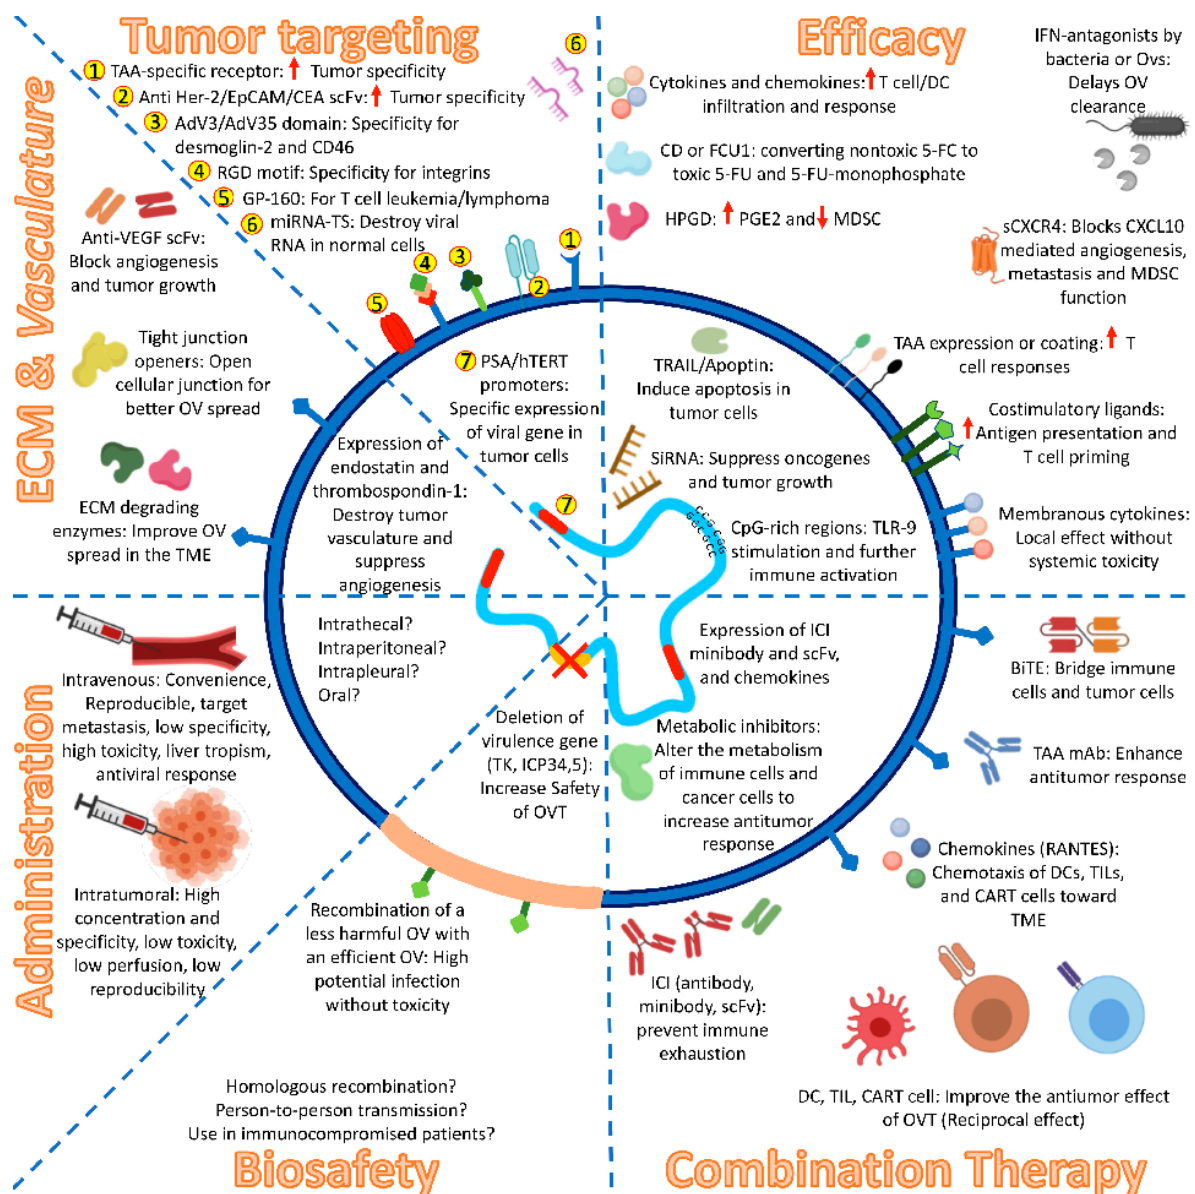 Tumor targeting
1 TAA-specific receptor: Tumor specificity
2 Anti Her-2/EpCAM/CEA scFv: Tumor specificity
3 AdV3/AdV35 domain: Specificity for
desmoglin-2 and CD46
4 RGD motif: Specificity for integrins
5 GP-160: For T cell leukemia/lymphoma
6 miRNA-TS: Destroy viral
RNA in normal cells
6
5
4
3
2
1
7 PSA/hTERT
promoters:
Specific expression
of viral gene in
tumor cells
7
Efficacy
Cytokines and chemokines: T cell/DC
infiltration and response
CD or FCU1: converting nontoxic 5-FC to
toxic 5-FU and 5-FU-monophosphate
HPGD: PGE2 and MDSC
IFN-antagonists by
bacteria or Ovs:
Delays OV
clearance
sCXCR4: Blocks CXCL10
mediated angiogenesis,
metastasis and MDSC
function
TAA expression or coating: T
cell responses
Costimulatory ligands:
Antigen presentation and
T cell priming
Membranous cytokines:
Local effect without
systemic toxicity
TRAIL/Apoptin:
Induce apoptosis in
tumor cells
SiRNA: Suppress oncogenes
and tumor growth
CpG-rich regions: TLR-9
stimulation and further
immune activation
ECM & Vasculature
Anti-VEGF scFv:
Block angiogenesis
and tumor growth
Tight junction
openers: Open
cellular junction for
better OV spread
ECM degrading
enzymes: Improve OV
spread in the TME
Expression of
endostatin and
thrombospondin-1:
Destroy tumor
vasculature and
suppress
angiogenesis
Administration
Intravenous: Convenience,
Reproducible, target
metastasis, low specificity,
high toxicity, liver tropism,
antiviral response
Intratumoral: High
concentration and
specificity, low toxicity,
low perfusion, low
reproducibility
Intrathecal?
Intraperitoneal?
Intrapleural?
Oral?
Deletion of
virulence gene
(TK, ICP34,5):
Increase Safety
of OVT
Recombination of a
less harmful OV with
an efficient OV: High
potential infection
without toxicity
Homologous recombination?
Person-to-person transmission?
Use in immunocompromised patients?
Biosafety
Expression of ICI
minibody and scFv,
and chemokines
Metabolic inhibitors:
Alter the metabolism
of immune cells and
cancer cells to
increase antitumor
response
BiTE: Bridge immune
cells and tumor cells
TAA mAb: Enhance
antitumor response
Chemokines (RANTES):
Chemotaxis of DCs, TILs,
and CART cells toward
TME
ICI (antibody,
minibody, scFv):
prevent immune
exhaustion
DC, TIL, CART cell: Improve the antiumor effect
of OVT (Reciprocal effect)
Combination Therapy